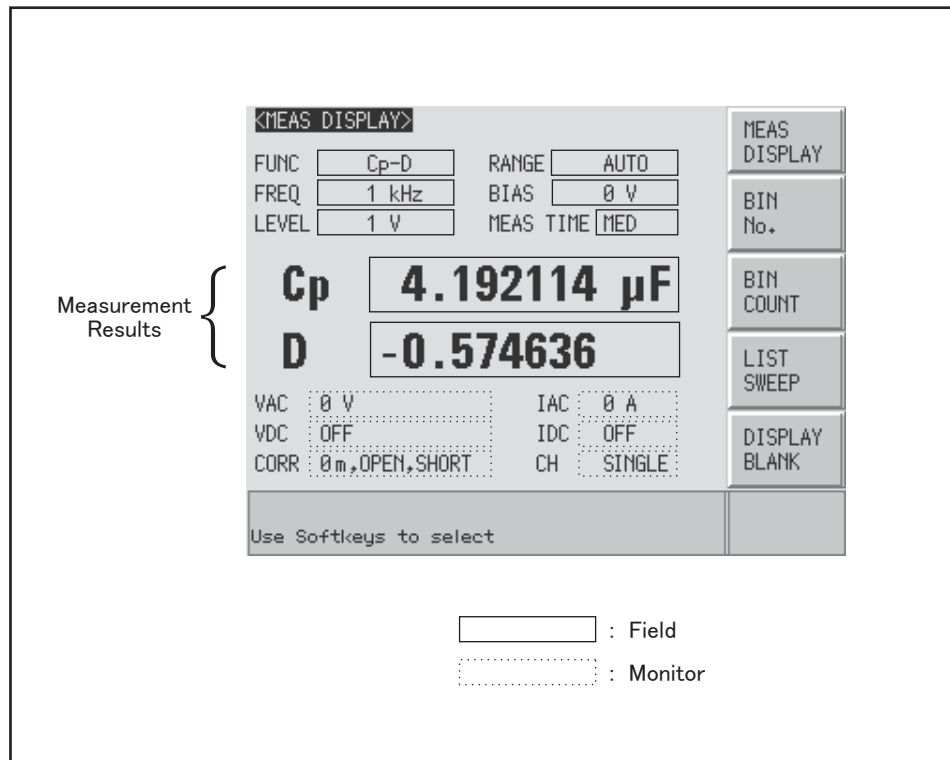 <MEAS DISPLAY>
FUNC Cp-D RANGE AUTO
FREQ 1 kHz BIAS 0 V
LEVEL 1 V MEAS TIME MED
Measurement
Results
Cp 4.192114 µF
D -0.574636
VAC 0 V IAC 0 A
VDC OFF IDC OFF
CORR 0m,OPEN,SHORT CH SINGLE
Use Softkeys to select
MEAS
DISPLAY
BIN
No.
BIN
COUNT
LIST
SWEEP
DISPLAY
BLANK
: Field
: Monitor